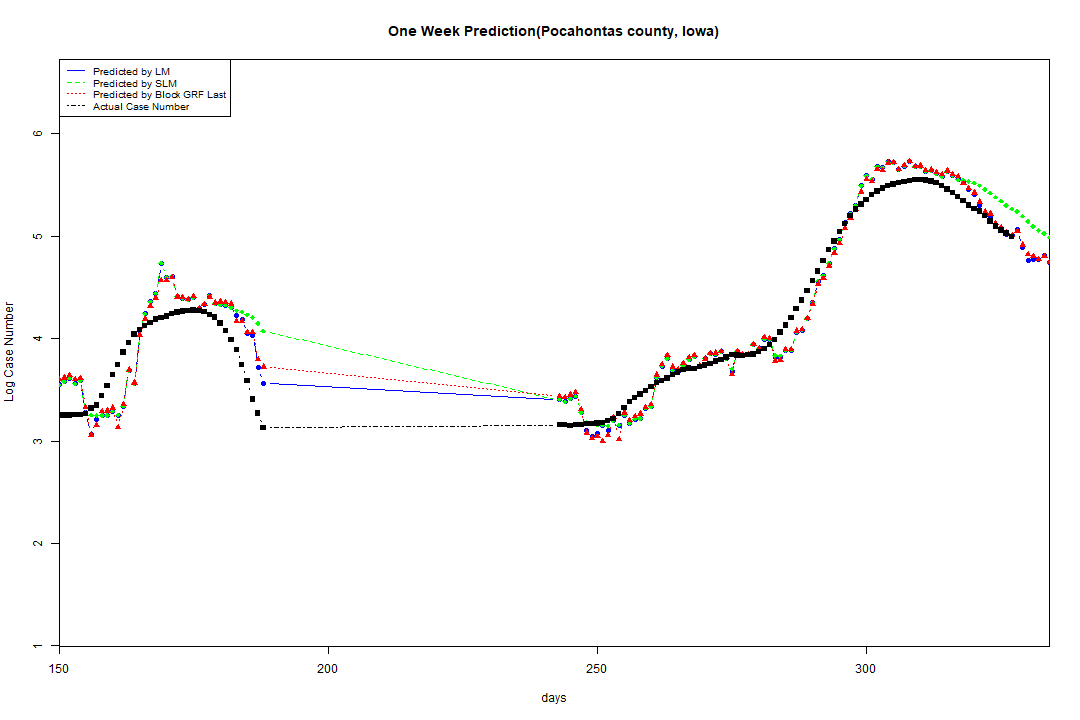 One Week Prediction(Pocahontas county, Iowa)
Predicted by LM
Predicted by SLM
Predicted by Block GRF Last
Actual Case Number
6
5
4
3
2
1
Log Case Number
150 200 250 300
days